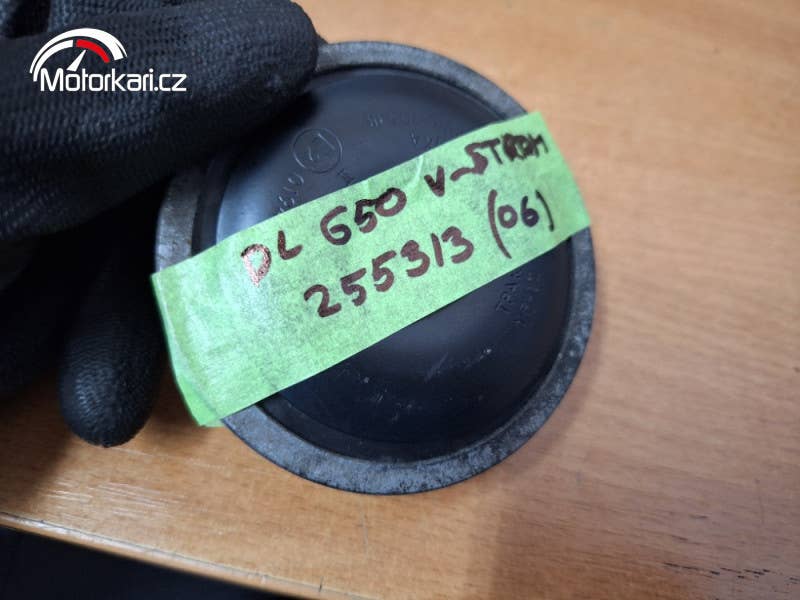 Motorkari.cz
DL 650 V-STROM
255313 (06)